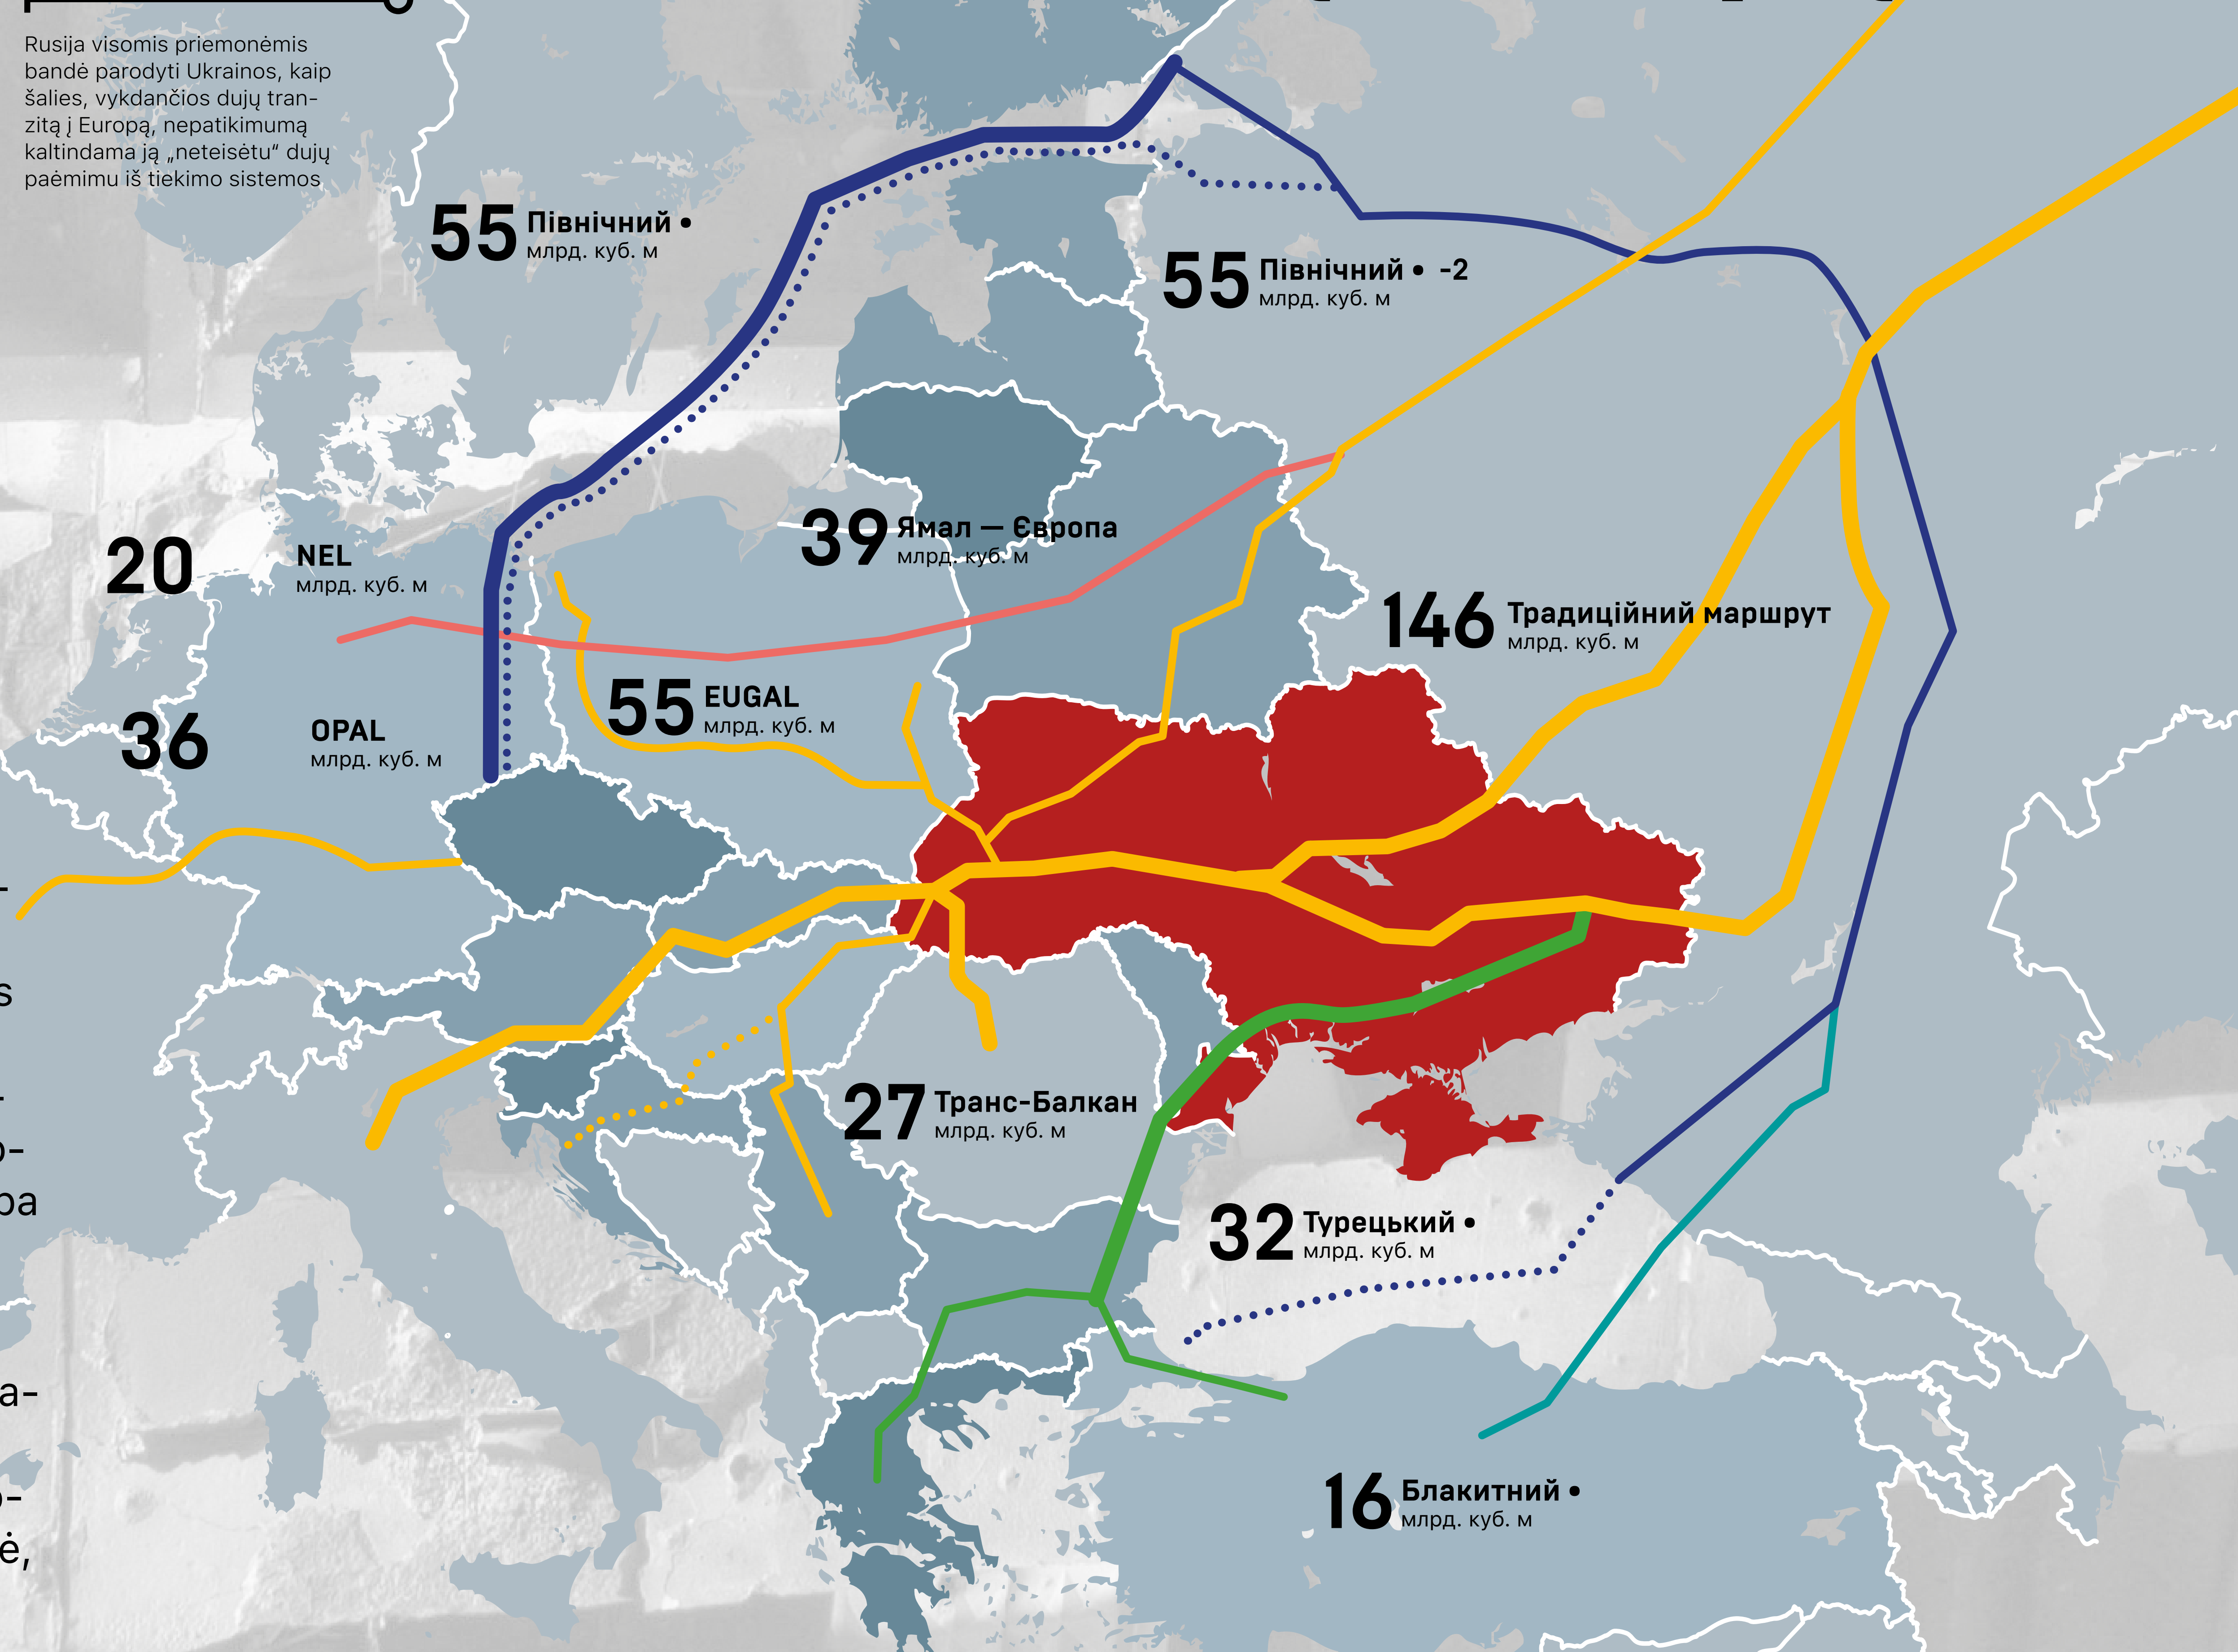 Rusija visomis priemonėmis
bandė parodyti Ukrainos, kaip
šalies, vykdančios dujų tran-
zitą į Europą, nepatikimumą
kaltindama ją „neteisėtu“ dujų
paėmimu iš tiekimo sistemos
55 Північний •
млрд. куб. м
55 Північний • -2
млрд. куб. м
39 Ямал — Європа
млрд. куб. м
20 NEL
млрд. куб. м
146 Традиційний маршрут
млрд. куб. м
55 EUGAL
млрд. куб. м
36 OPAL
млрд. куб. м
27 Транс-Балкан
млрд. куб. м
32 Турецький •
млрд. куб. м
16 Блакитний •
млрд. куб. м